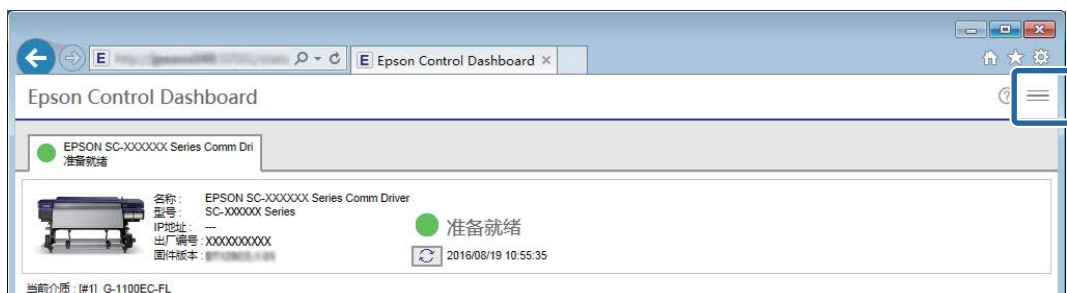 Epson Control Dashboard
Epson Control Dashboard
EPSON SC-XXXXXX Series Comm Dri
准备就绪
名称： EPSON SC-XXXXXX Series Comm Driver
型号： SC-XXXXXX Series
IP地址： ---
出厂编号：XXXXXXXXXX
固件版本：
准备就绪
2016/08/19 10:55:35
当前介质 : [#1] G-1100EC-FL